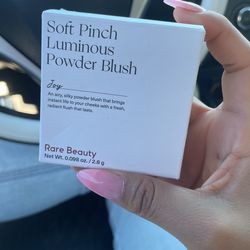 Soft Pinch
Luminous
Powder Blush
Joy
An airy, silky powder blush that brings
instant life to your cheeks with a fresh,
radiant flush that lasts.
Rare Beauty
Net Wt. 0.098 oz. / 2.8 g